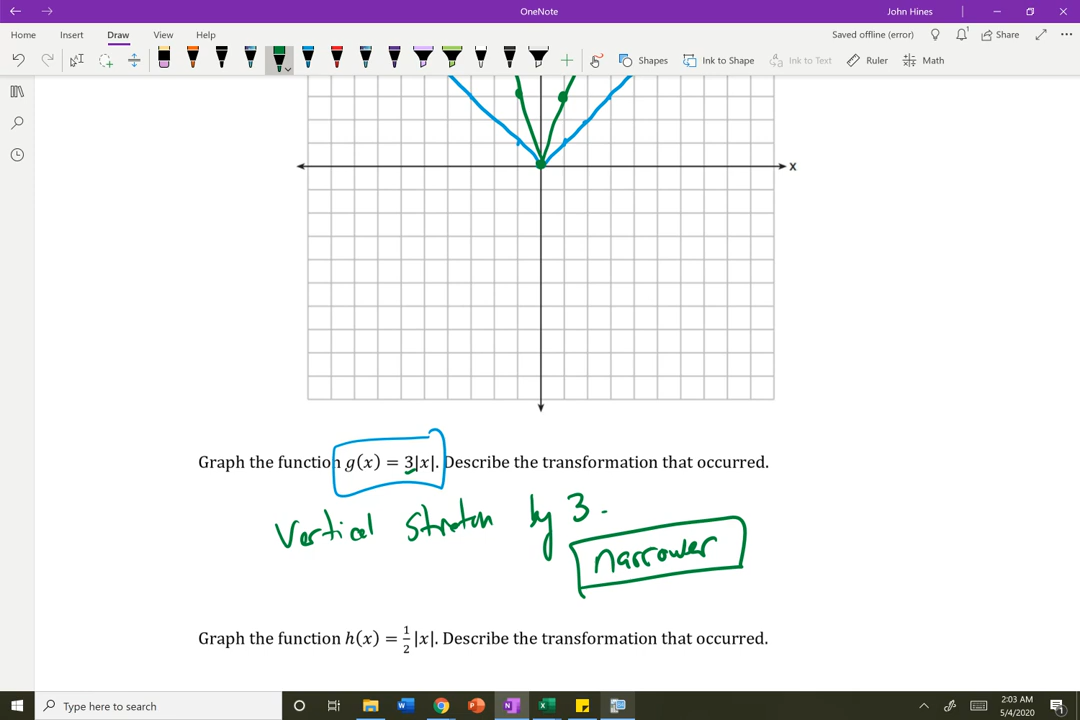 OneNote
John Hines
Home Insert Draw View Help
Saved offline (error) Share
Shapes Ink to Shape Ink to Text Ruler Math
x
Graph the function g(x) = 3|x|. Describe the transformation that occurred.
Vertical stretch by 3.
narrower
Graph the function h(x) = 1/2 |x|. Describe the transformation that occurred.
Type here to search
2:03 AM
5/4/2020